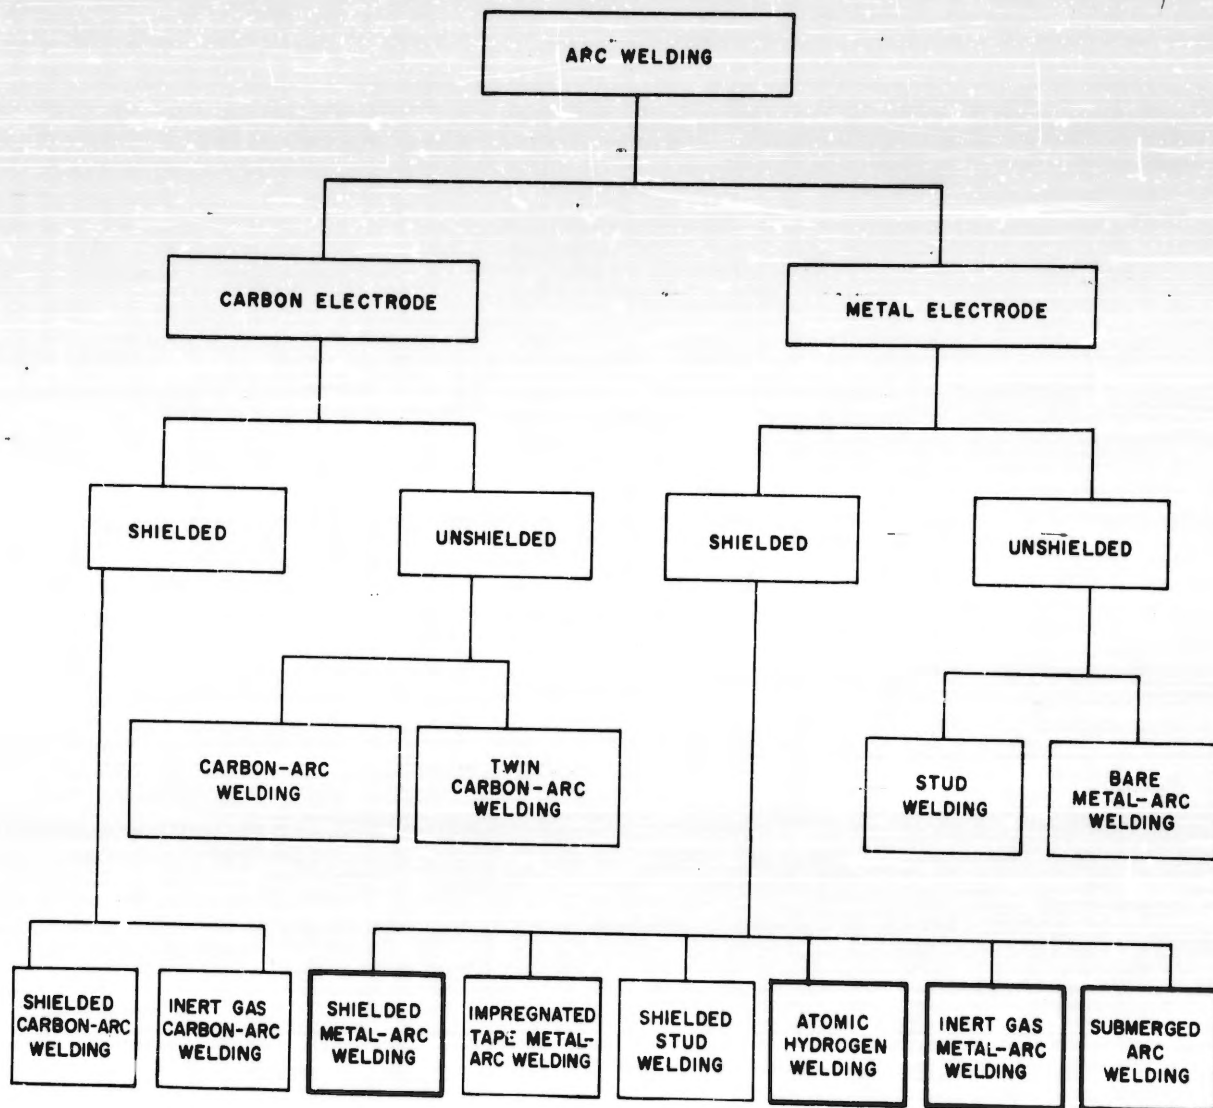 ARC WELDING
CARBON ELECTRODE
METAL ELECTRODE
SHIELDED
UNSHIELDED
SHIELDED
UNSHIELDED
CARBON-ARC
WELDING
TWIN
CARBON-ARC
WELDING
STUD
WELDING
BARE
METAL-ARC
WELDING
SHIELDED
CARBON-ARC
WELDING
INERT GAS
CARBON-ARC
WELDING
SHIELDED
METAL-ARC
WELDING
IMPREGNATED
TAPE METAL-
ARC WELDING
SHIELDED
STUD
WELDING
ATOMIC
HYDROGEN
WELDING
INERT GAS
METAL-ARC
WELDING
SUBMERGED
ARC
WELDING